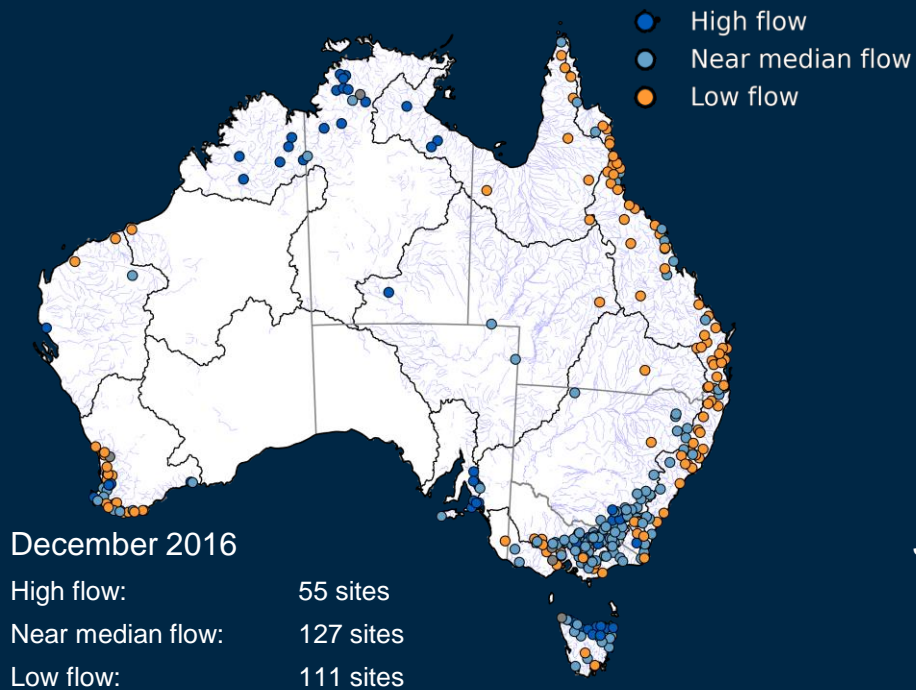 High flow
Near median flow
Low flow
December 2016
High flow: 55 sites
Near median flow: 127 sites
Low flow: 111 sites